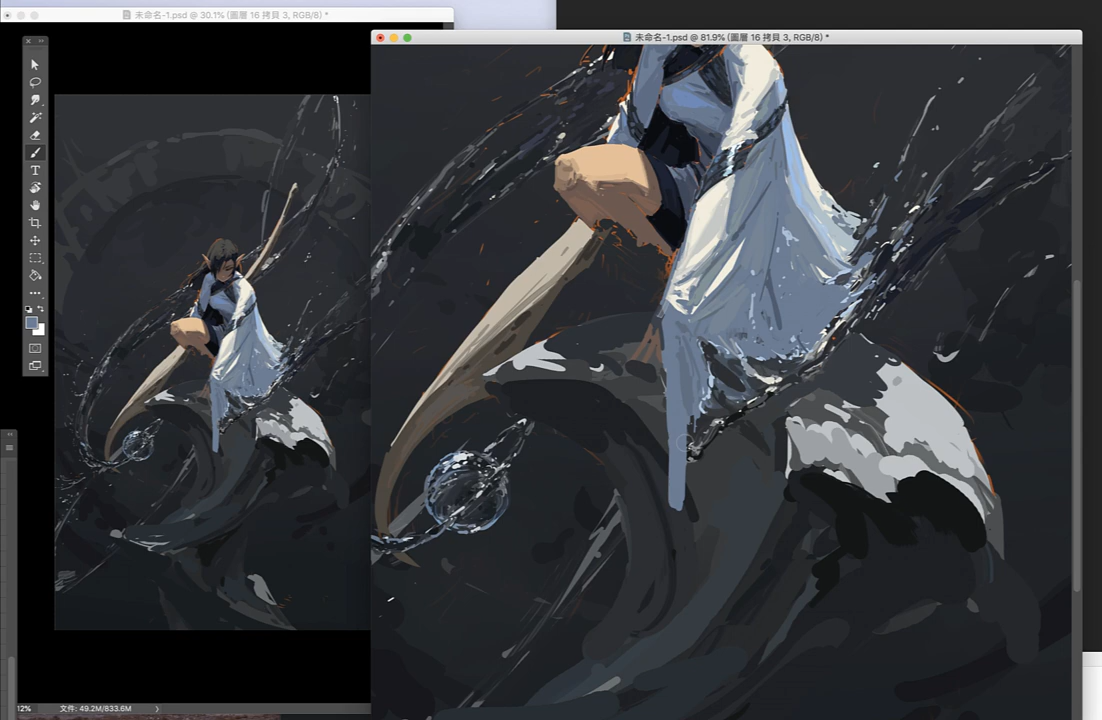 未命名-1.psd @ 30.1% (圖層 16 拷貝 3, RGB/8) *
未命名-1.psd @ 81.9% (圖層 16 拷貝 3, RGB/8) *
T
12%
文件: 49.2M/833.6M